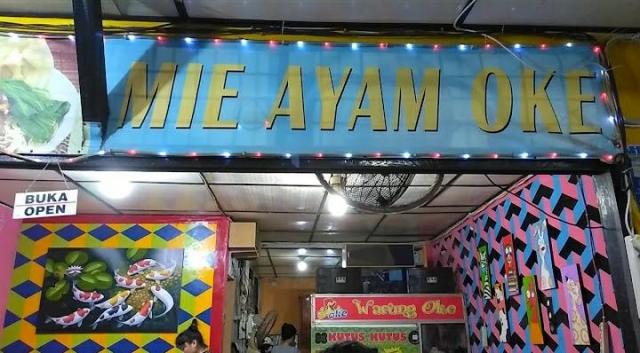 MIE AYAM OKE
BUKA
OPEN
Warung Oke
KUTUS KUTUS